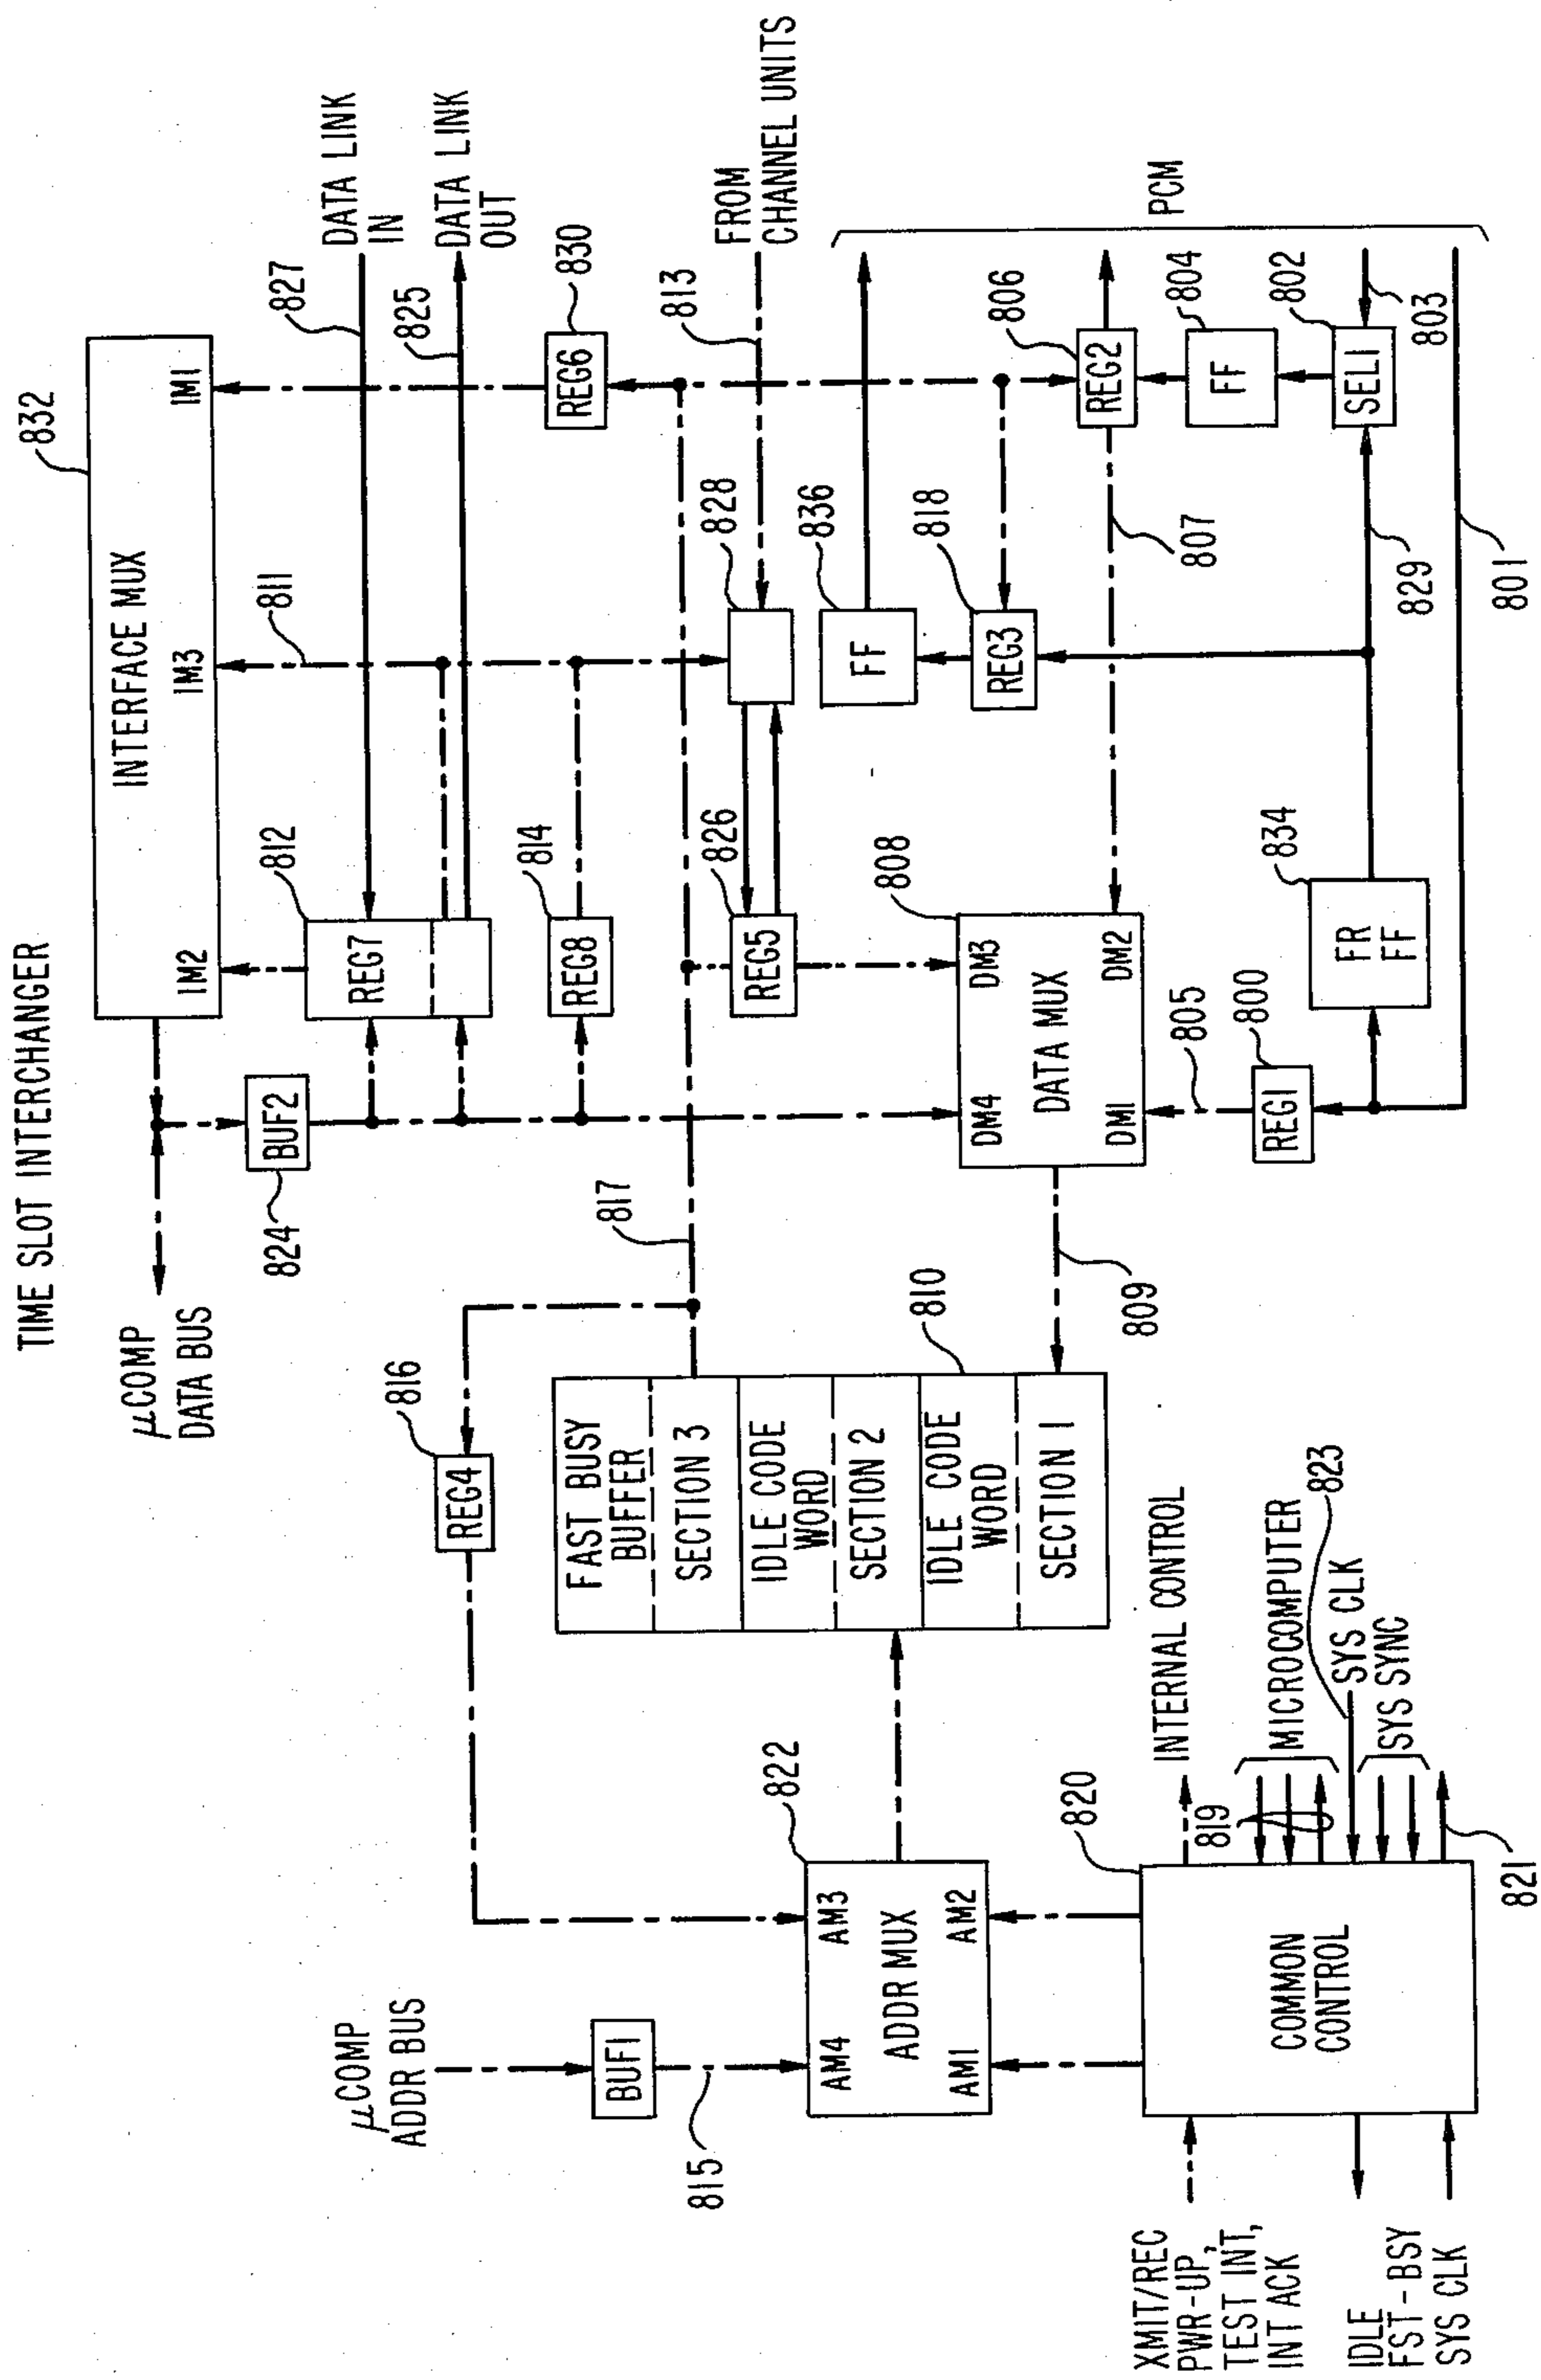 TIME SLOT INTERCHANGER
μCOMP
DATA BUS
832
INTERFACE MUX
IM2
IM3
IM1
BUF2
824
812
REG7
811
827
DATA LINK
IN
825
DATA LINK
OUT
814
REG8
REG6
830
816
REG4
817
826
REG5
828
813
FROM
CHANNEL UNITS
μCOMP
ADDR BUS
BUF1
815
822
AM4
AM3
ADDR MUX
AM1
AM2
FAST BUSY
BUFFER
SECTION 3
IDLE CODE
WORD
SECTION 2
IDLE CODE
WORD
SECTION 1
810
809
808
DM4
DM3
DATA MUX
DM1
DM2
836
FF
818
REG3
807
806
REG2
804
FF
802
SEL1
803
PCM
805
800
REG1
834
FR
FF
829
801
XMIT/REC
PWR-UP,
TEST INT,
INT ACK
IDLE
FST-BSY
SYS CLK
820
COMMON
CONTROL
INTERNAL CONTROL
819
MICROCOMPUTER
823
SYS CLK
SYS SYNC
821